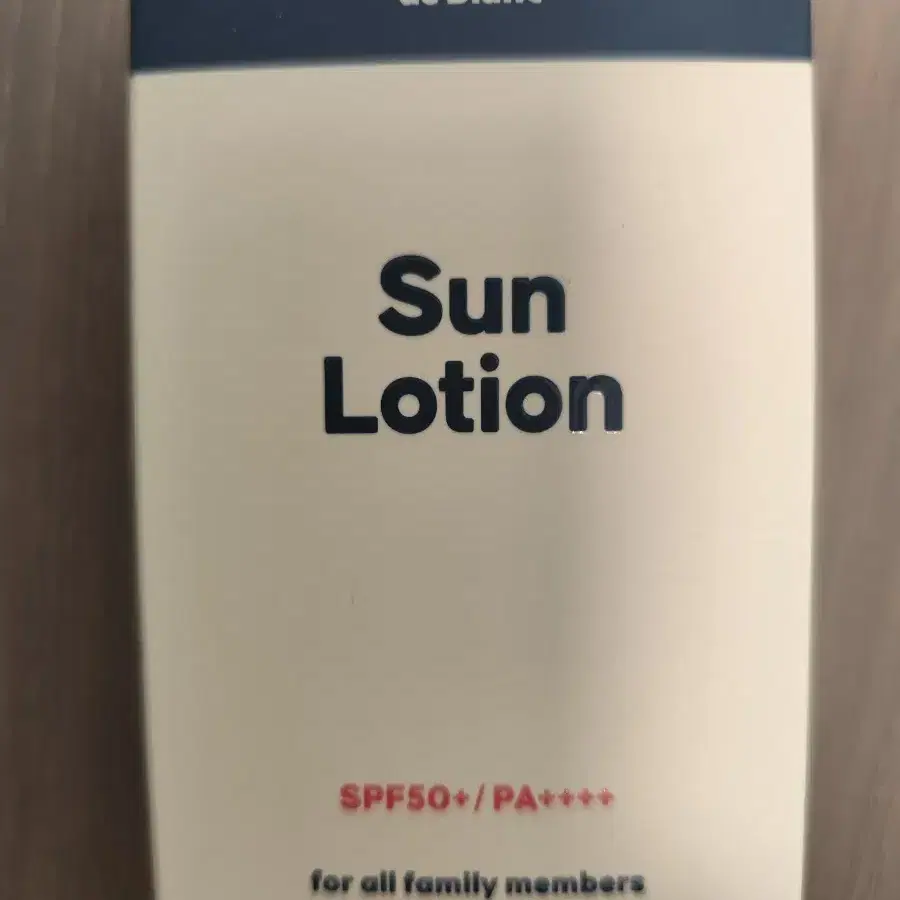 Sun
Lotion
SPF50+/PA++++
for all family members